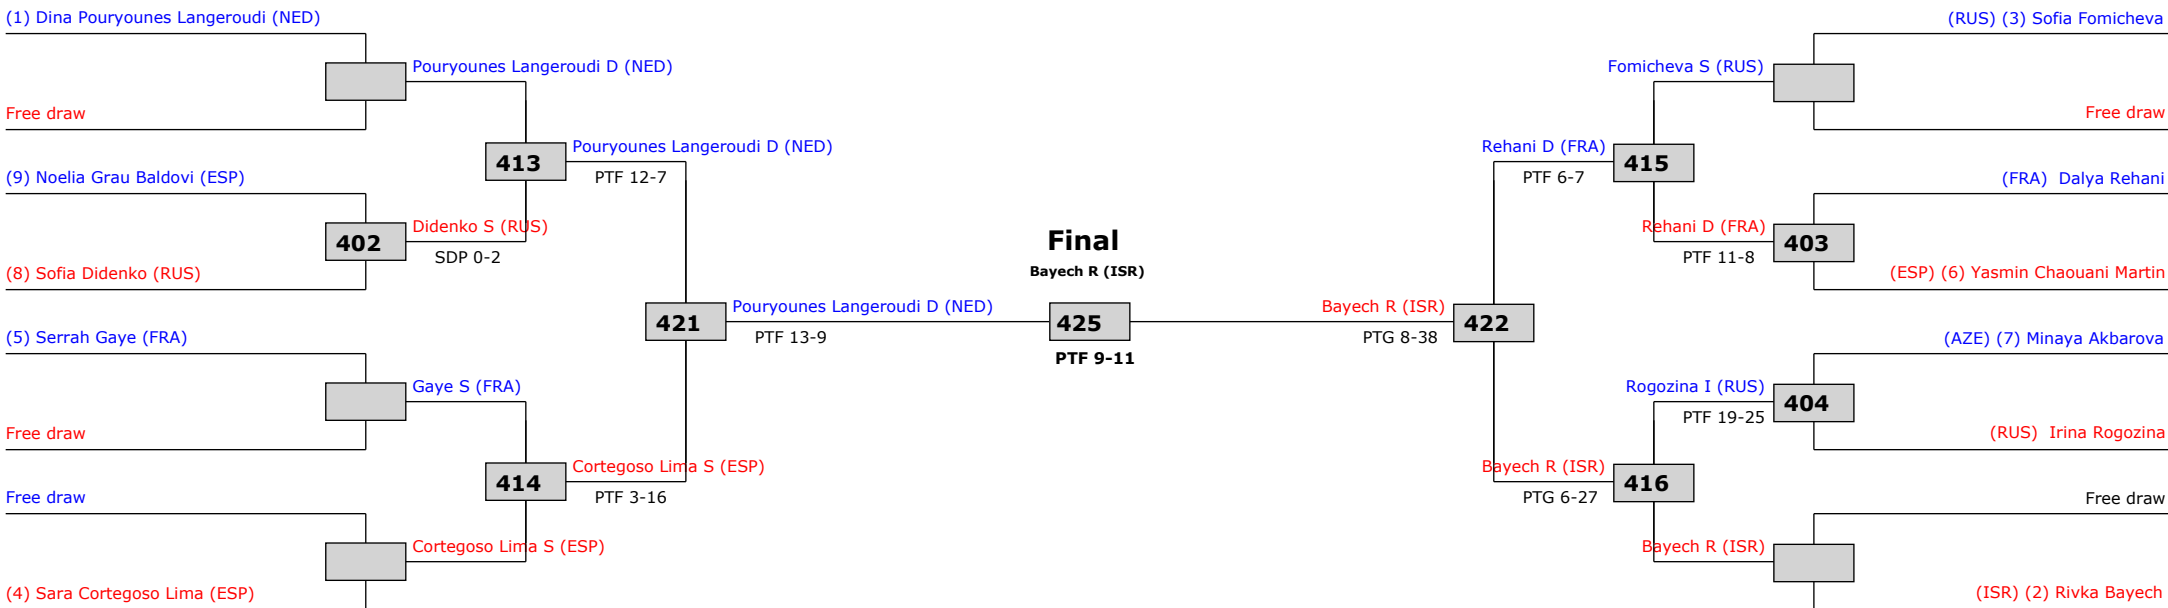 (1) Dina Pouryounes Langeroudi (NED)
Pouryounes Langeroudi D (NED)
Free draw
Pouryounes Langeroudi D (NED)
413
PTF 12-7
(9) Noelia Grau Baldovi (ESP)
Didenko S (RUS)
402
SDP 0-2
(8) Sofia Didenko (RUS)
421
Pouryounes Langeroudi D (NED)
PTF 13-9
(5) Serrah Gaye (FRA)
Gaye S (FRA)
Free draw
Cortegoso Lima S (ESP)
414
PTF 3-16
Free draw
Cortegoso Lima S (ESP)
(4) Sara Cortegoso Lima (ESP)
Final
Bayech R (ISR)
425
PTF 9-11
(RUS) (3) Sofia Fomicheva
Fomicheva S (RUS)
Free draw
Rehani D (FRA)
415
PTF 6-7
(FRA) Dalya Rehani
Rehani D (FRA)
403
PTF 11-8
(ESP) (6) Yasmin Chaouani Martin
Bayech R (ISR)
422
PTG 8-38
(AZE) (7) Minaya Akbarova
Rogozina I (RUS)
404
PTF 19-25
(RUS) Irina Rogozina
Bayech R (ISR)
416
PTG 6-27
Free draw
Bayech R (ISR)
(ISR) (2) Rivka Bayech